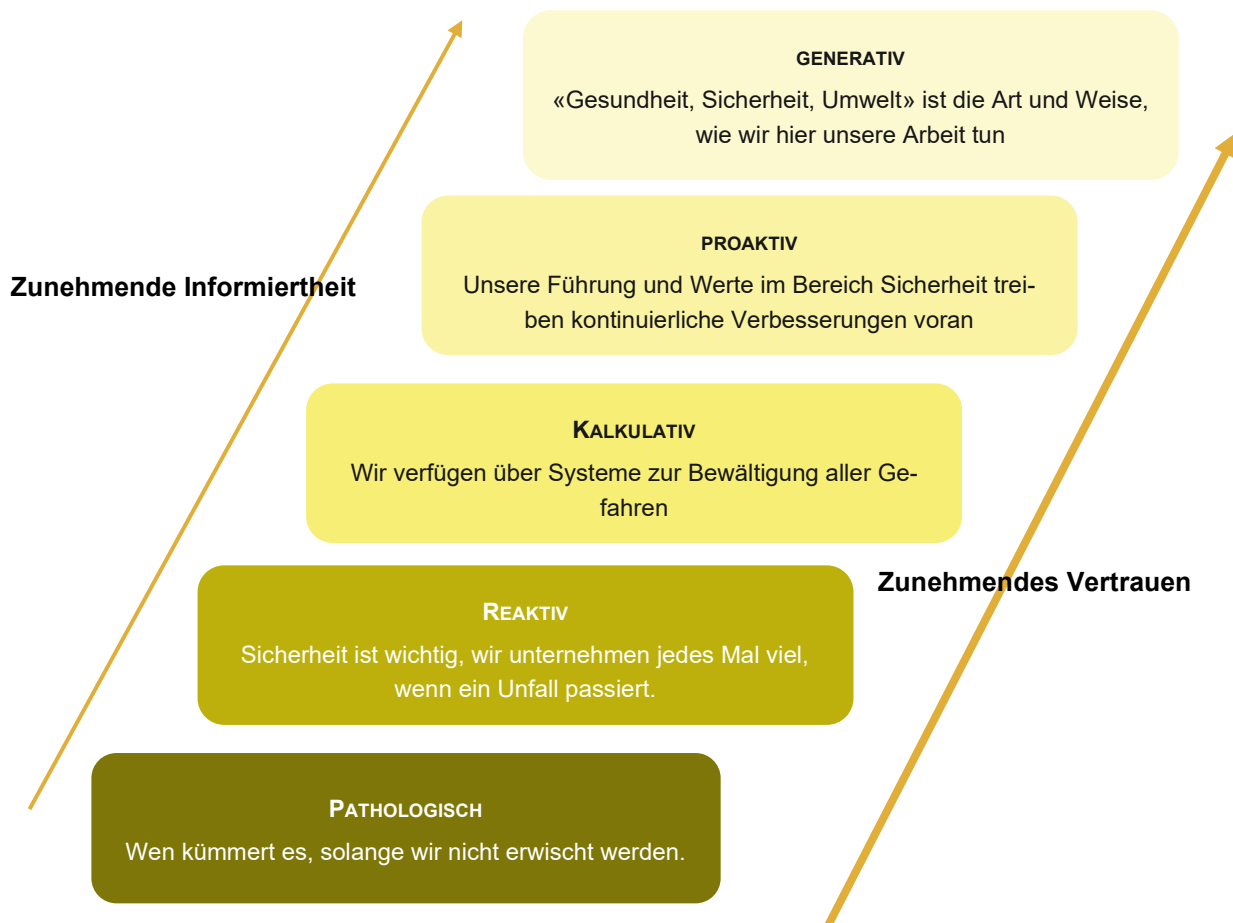 GENERATIV
«Gesundheit, Sicherheit, Umwelt» ist die Art und Weise,
wie wir hier unsere Arbeit tun
PROAKTIV
Unsere Führung und Werte im Bereich Sicherheit trei-
ben kontinuierliche Verbesserungen voran
Zunehmende Informiertheit
KALKULATIV
Wir verfügen über Systeme zur Bewältigung aller Ge-
fahren
REAKTIV
Sicherheit ist wichtig, wir unternehmen jedes Mal viel,
wenn ein Unfall passiert.
Zunehmendes Vertrauen
PATHOLOGISCH
Wen kümmert es, solange wir nicht erwischt werden.